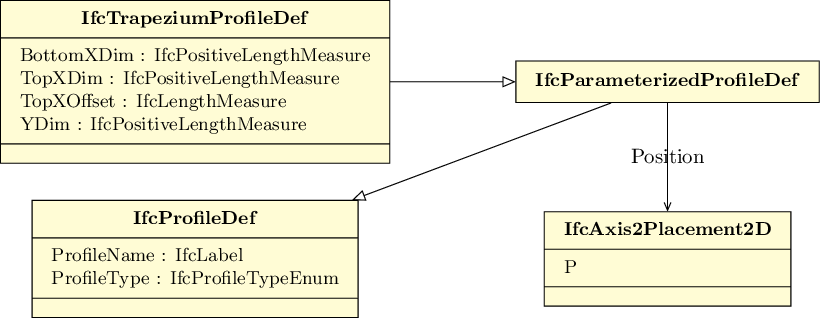 IfcTrapeziumProfileDef
BottomXDim : IfcPositiveLengthMeasure
TopXDim : IfcPositiveLengthMeasure
TopXOffset : IfcLengthMeasure
YDim : IfcPositiveLengthMeasure
IfcParameterizedProfileDef
Position
IfcProfileDef
ProfileName : IfcLabel
ProfileType : IfcProfileTypeEnum
IfcAxis2Placement2D
P